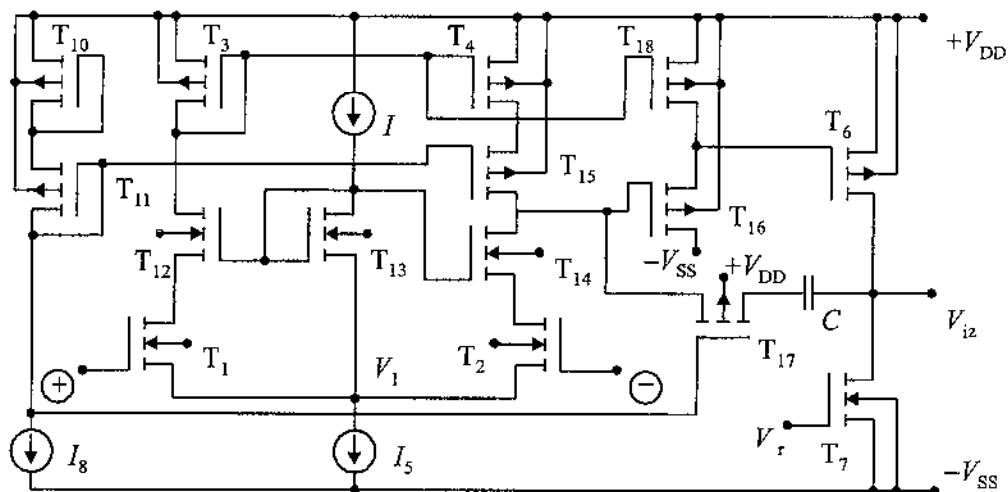 T10
T3
T4
T18
+VDD
I
T6
T11
T15
T16
T12
T13
T14
−VSS
+VDD
C
Viz
T1
V1
T2
T17
+
−
I8
I5
Vr
T7
−VSS